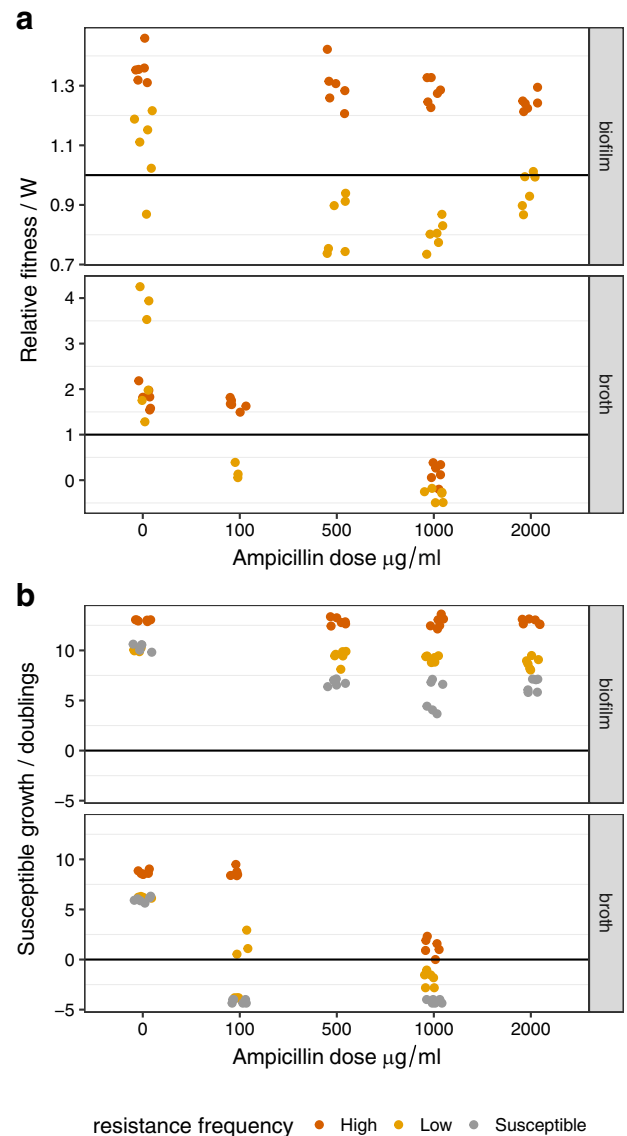 a
Relative fitness / W
1.3
1.1
0.9
0.7
biofilm
4
3
2
1
0
broth
0 100 500 1000 2000
Ampicillin dose μg/ml
b
Susceptible growth / doublings
10
5
0
−5
biofilm
10
5
0
−5
broth
0 100 500 1000 2000
Ampicillin dose μg/ml
resistance frequency High Low Susceptible